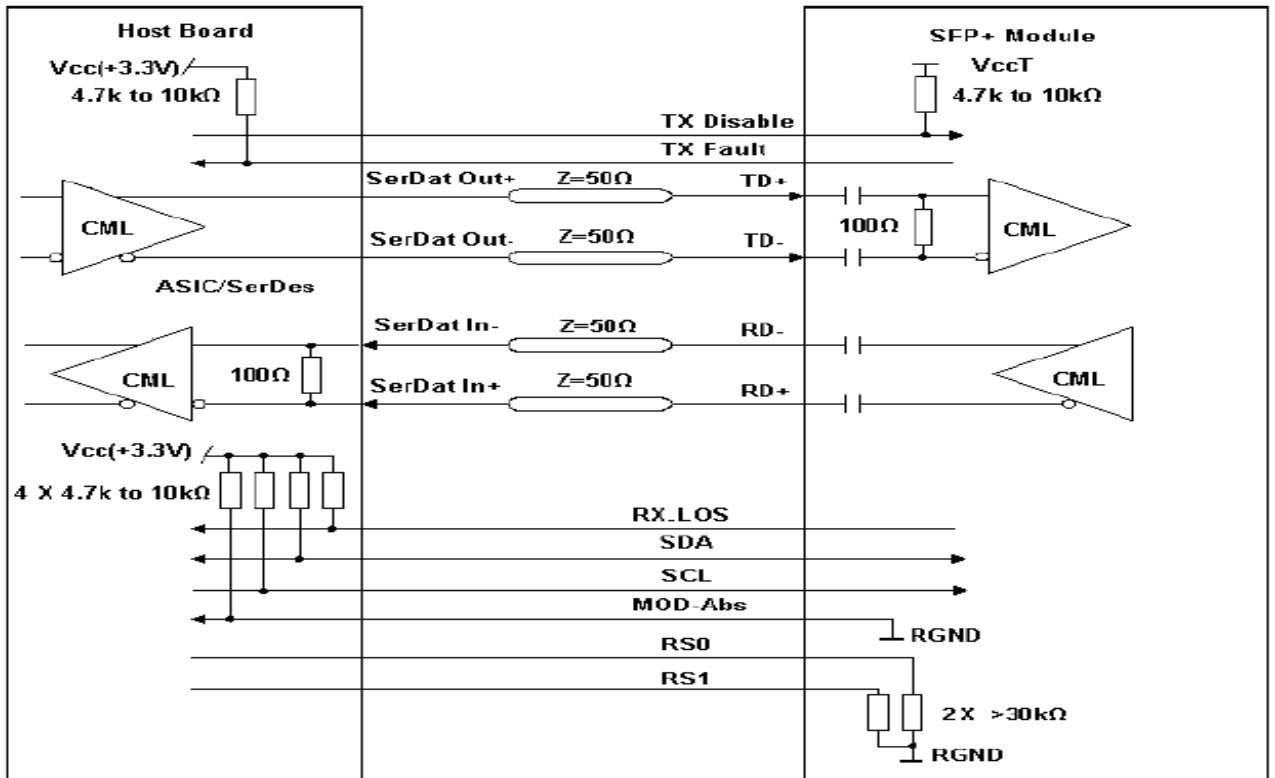 Host Board
SFP+ Module
Vcc(+3.3V)
VccT
4.7k to 10kΩ
4.7k to 10kΩ
TX Disable
TX Fault
SerDat Out+
Z=50Ω
TD+
CML
100Ω
CML
SerDat Out-
Z=50Ω
TD-
ASIC/SerDes
SerDat In-
Z=50Ω
RD-
CML
100Ω
SerDat In+
Z=50Ω
RD+
CML
Vcc(+3.3V)
4 X 4.7k to 10kΩ
RX_LOS
SDA
SCL
MOD-Abs
RGND
RS0
RS1
2X >30kΩ
RGND